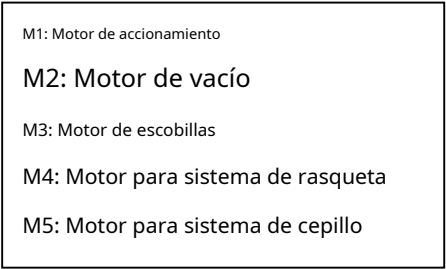 M1: Motor de accionamiento
M2: Motor de vacío
M3: Motor de escobillas
M4: Motor para sistema de rasqueta
M5: Motor para sistema de cepillo